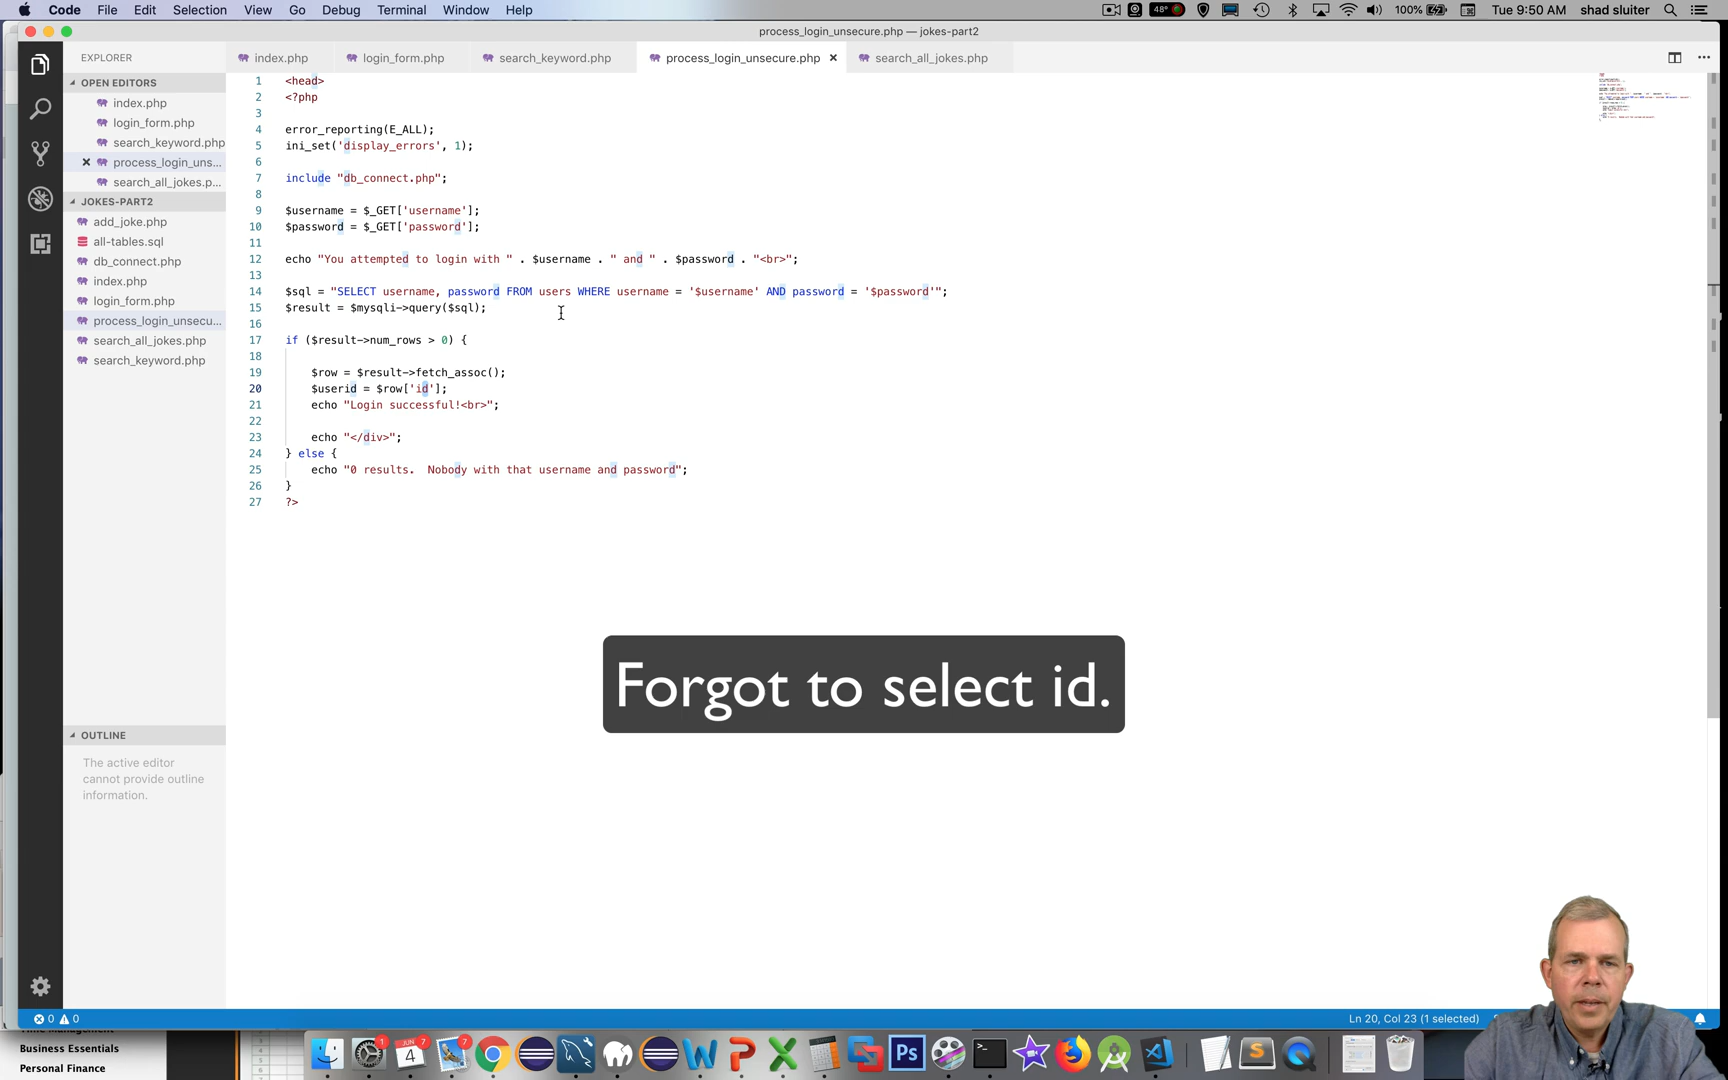 Code File Edit Selection View Go Debug Terminal Window Help
48° 100% Tue 9:50 AM shad sluiter
process_login_unsecure.php — jokes-part2
EXPLORER
index.php login_form.php search_keyword.php process_login_unsecure.php × search_all_jokes.php
OPEN EDITORS
index.php
login_form.php
search_keyword.php
process_login_uns...
search_all_jokes.p...
JOKES-PART2
add_joke.php
all-tables.sql
db_connect.php
index.php
login_form.php
process_login_unsecu...
search_all_jokes.php
search_keyword.php
OUTLINE
The active editor
cannot provide outline
information.
1 <head>
2 <?php
3
4 error_reporting(E_ALL);
5 ini_set('display_errors', 1);
6
7 include "db_connect.php";
8
9 $username = $_GET['username'];
10 $password = $_GET['password'];
11
12 echo "You attempted to login with " . $username . " and " . $password . "<br>";
13
14 $sql = "SELECT username, password FROM users WHERE username = '$username' AND password = '$password'";
15 $result = $mysqli->query($sql);
16
17 if ($result->num_rows > 0) {
18
19 $row = $result->fetch_assoc();
20 $userid = $row['id'];
21 echo "Login successful!<br>";
22
23 echo "</div>";
24 } else {
25 echo "0 results.  Nobody with that username and password";
26 }
27 ?>
Forgot to select id.
0 0
Ln 20, Col 23 (1 selected)
Business Essentials
Personal Finance